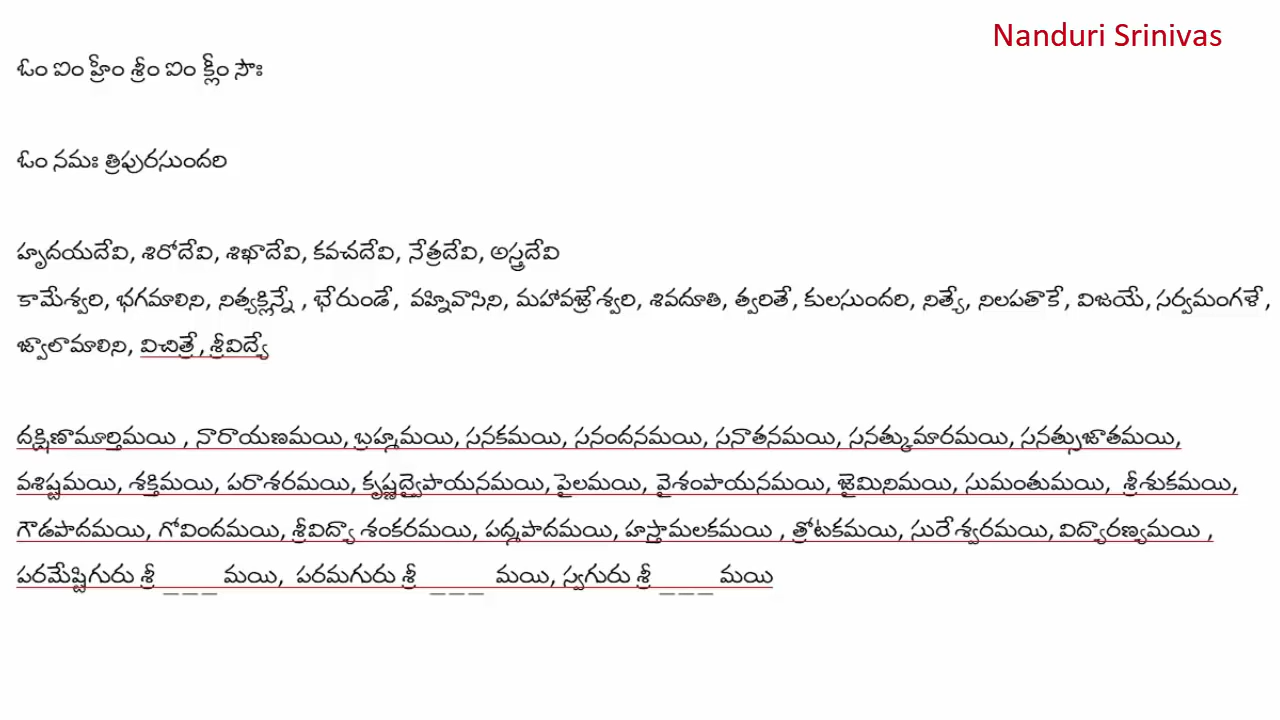 Nanduri Srinivas
ఓం ఐం హ్రీం శ్రీం ఐం క్లీం సౌః
ఓం నమః త్రిపురసుందరి
హృదయదేవి, శిరోదేవి, శిఖాదేవి, కవచదేవి, నేత్రదేవి, అస్త్రదేవి
కామేశ్వరి, భగమాలిని, నిత్యక్లిన్నే , భేరుండే, వహ్నివాసిని, మహావజ్రేశ్వరి, శివదూతి, త్వరితే, కులసుందరి, నిత్యే, నిలపతాకే, విజయే, సర్వమంగళే,
జ్వాలామాలిని, విచిత్రే, శ్రీవిద్యే
దక్షిణామూర్తిమయి , నారాయణమయి, బ్రహ్మమయి, సనకమయి, సనందనమయి, సనాతనమయి, సనత్కుమారమయి, సనత్సుజాతమయి,
వశిష్టమయి, శక్తిమయి, పరాశరమయి, కృష్ణద్వైపాయనమయి, పైలమయి, వైశంపాయనమయి, జైమినిమయి, సుమంతుమయి, శ్రీశుకమయి,
గౌడపాదమయి, గోవిందమయి, శ్రీవిద్యా శంకరమయి, పద్మపాదమయి, హస్తామలకమయి , త్రోటకమయి, సురేశ్వరమయి, విద్యారణ్యమయి ,
పరమేష్టిగురు శ్రీ ___ మయి, పరమగురు శ్రీ ___ మయి, స్వగురు శ్రీ ___ మయి